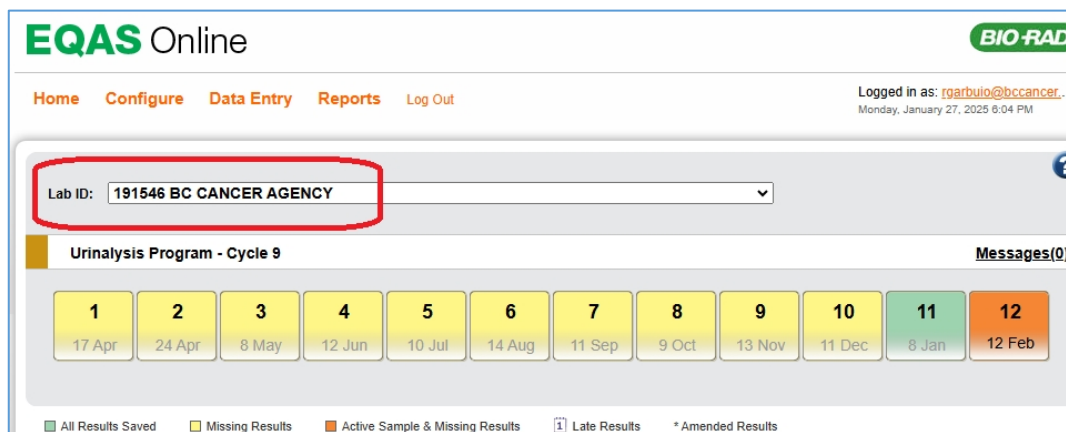 EQAS Online
BIO-RAD
Home Configure Data Entry Reports Log Out
Logged in as: rgarbuio@bccancer...
Monday, January 27, 2025 6:04 PM
?
Lab ID: 191546 BC CANCER AGENCY
Urinalysis Program - Cycle 9 Messages(0)
1 2 3 4 5 6 7 8 9 10 11 12
17 Apr 24 Apr 8 May 12 Jun 10 Jul 14 Aug 11 Sep 9 Oct 13 Nov 11 Dec 8 Jan 12 Feb
All Results Saved Missing Results Active Sample & Missing Results 1 Late Results * Amended Results